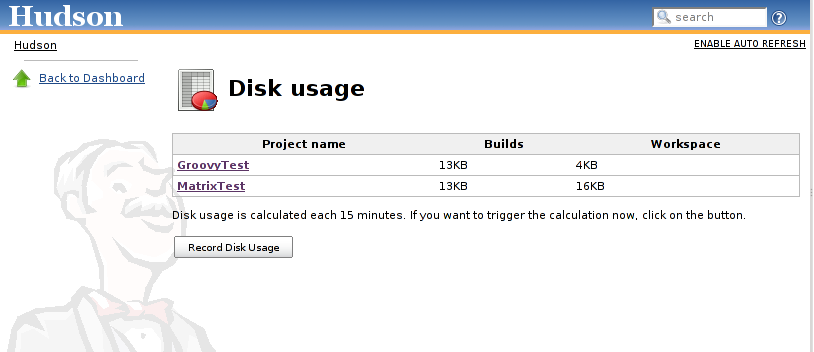 Hudson
search
Hudson
ENABLE AUTO REFRESH
Back to Dashboard
Disk usage
Project name Builds Workspace
GroovyTest 13KB 4KB
MatrixTest 13KB 16KB
Disk usage is calculated each 15 minutes. If you want to trigger the calculation now, click on the button.
Record Disk Usage